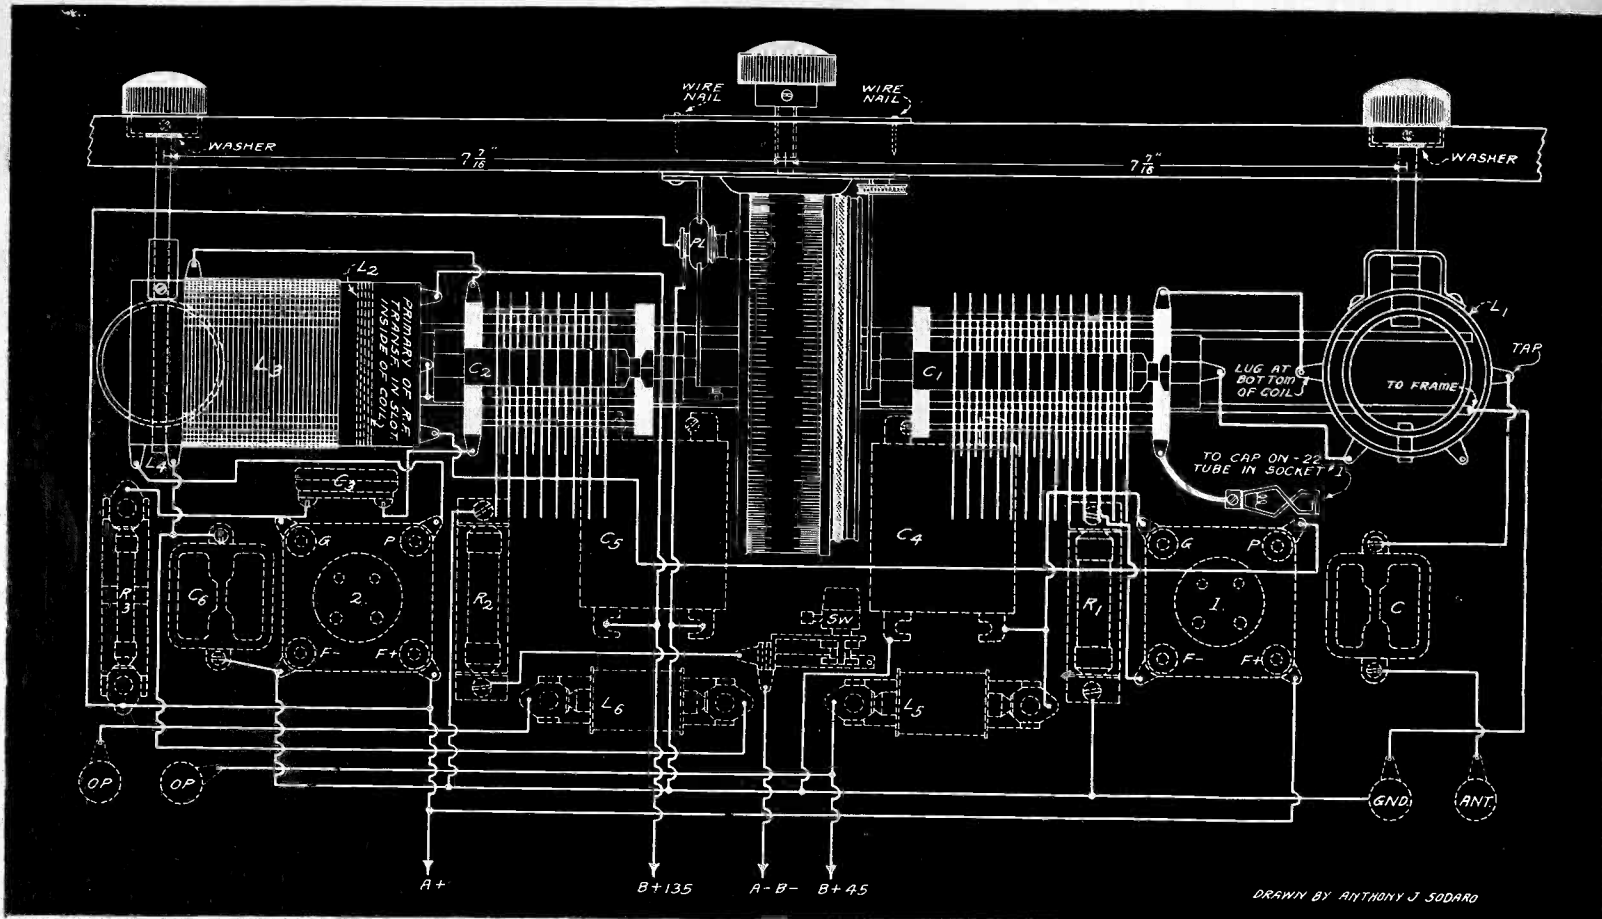 WIRE
NAIL
WIRE
NAIL
WASHER
7 7/16"
7 7/16"
WASHER
PL
L2
PRIMARY OF R.F.
TRANSF. IN SLOT
INSIDE OF COIL
L3
C2
C1
L1
LUG AT
BOTTOM
OF COIL
TO FRAME
TAP
L4
C3
TO CAP ON -22
TUBE IN SOCKET #1
G
P
C5
C4
G
P
R3
C6
2.
R2
SW
R1
1.
C
F-
F+
F-
F+
L6
L5
OP
OP
GND.
ANT.
A+
B+135
A-B-
B+45
DRAWN BY ANTHONY J SODARO